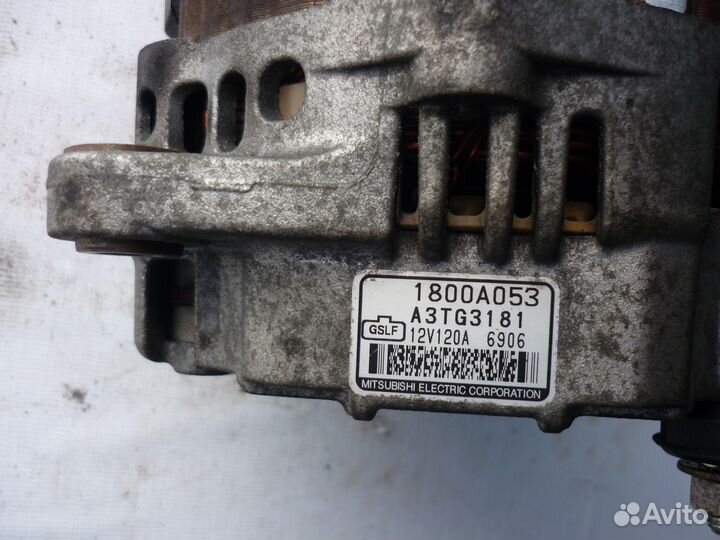 1800A053
A3TG3181
GSLF 12V120A 6906
MITSUBISHI ELECTRIC CORPORATION
Avito